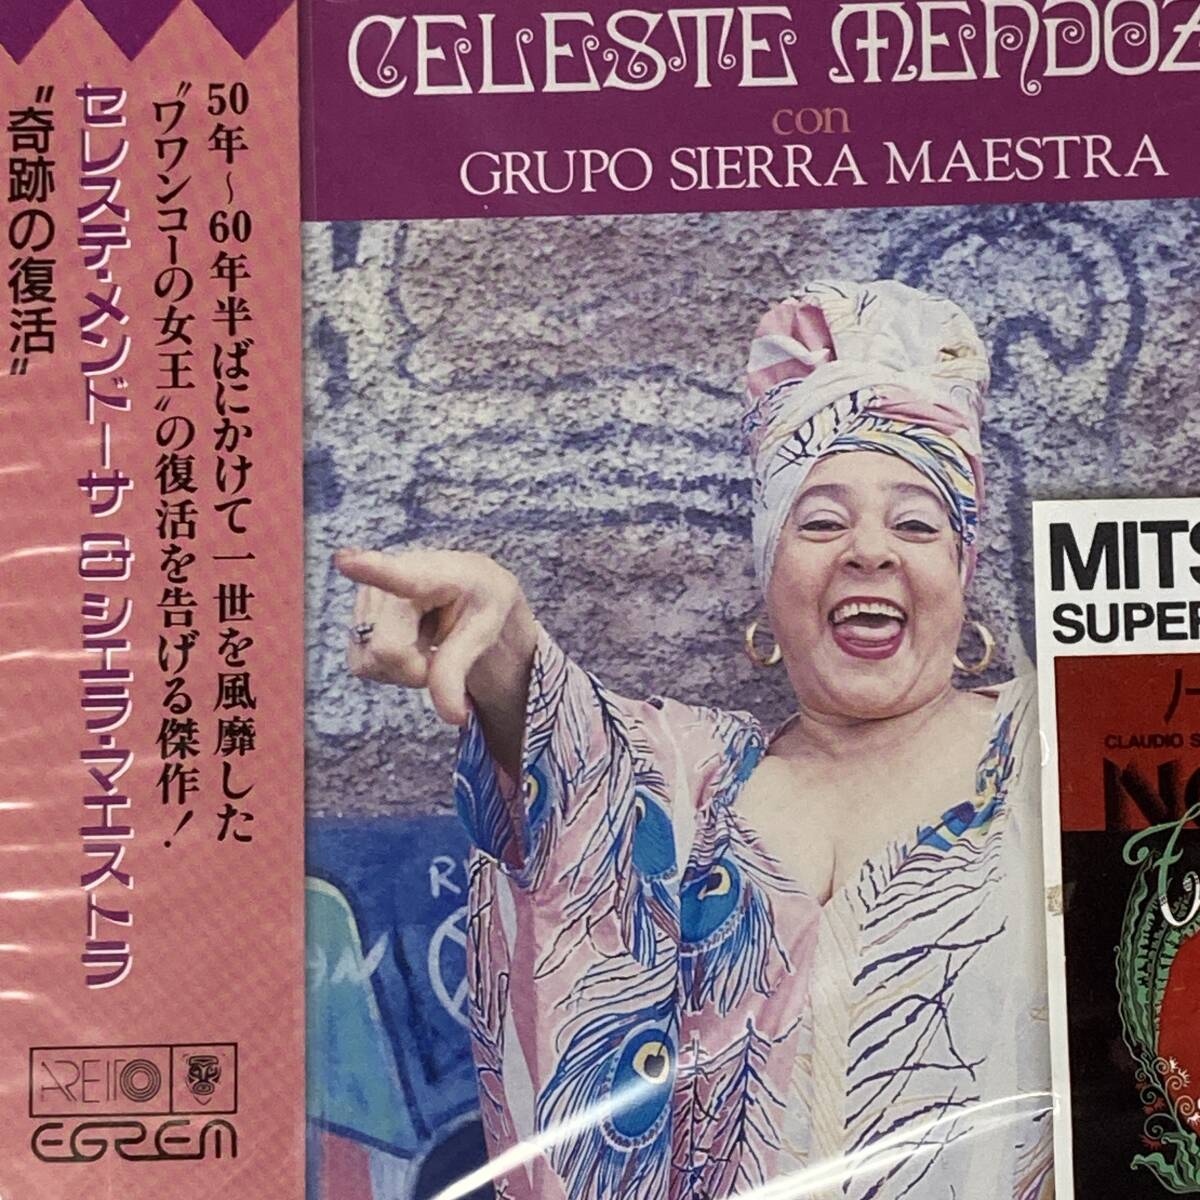 CELESTE MENDOZ
con
GRUPO SIERRA MAESTRA
50年～60年半ばにかけて一世を風靡した
“ワワンコーの女王”の復活を告げる傑作！
セレステ・メンドーサ&シエラ・マエストラ
“奇跡の復活”
AREITO
EGREM
MITS
SUPER
CLAUDIO S
NO